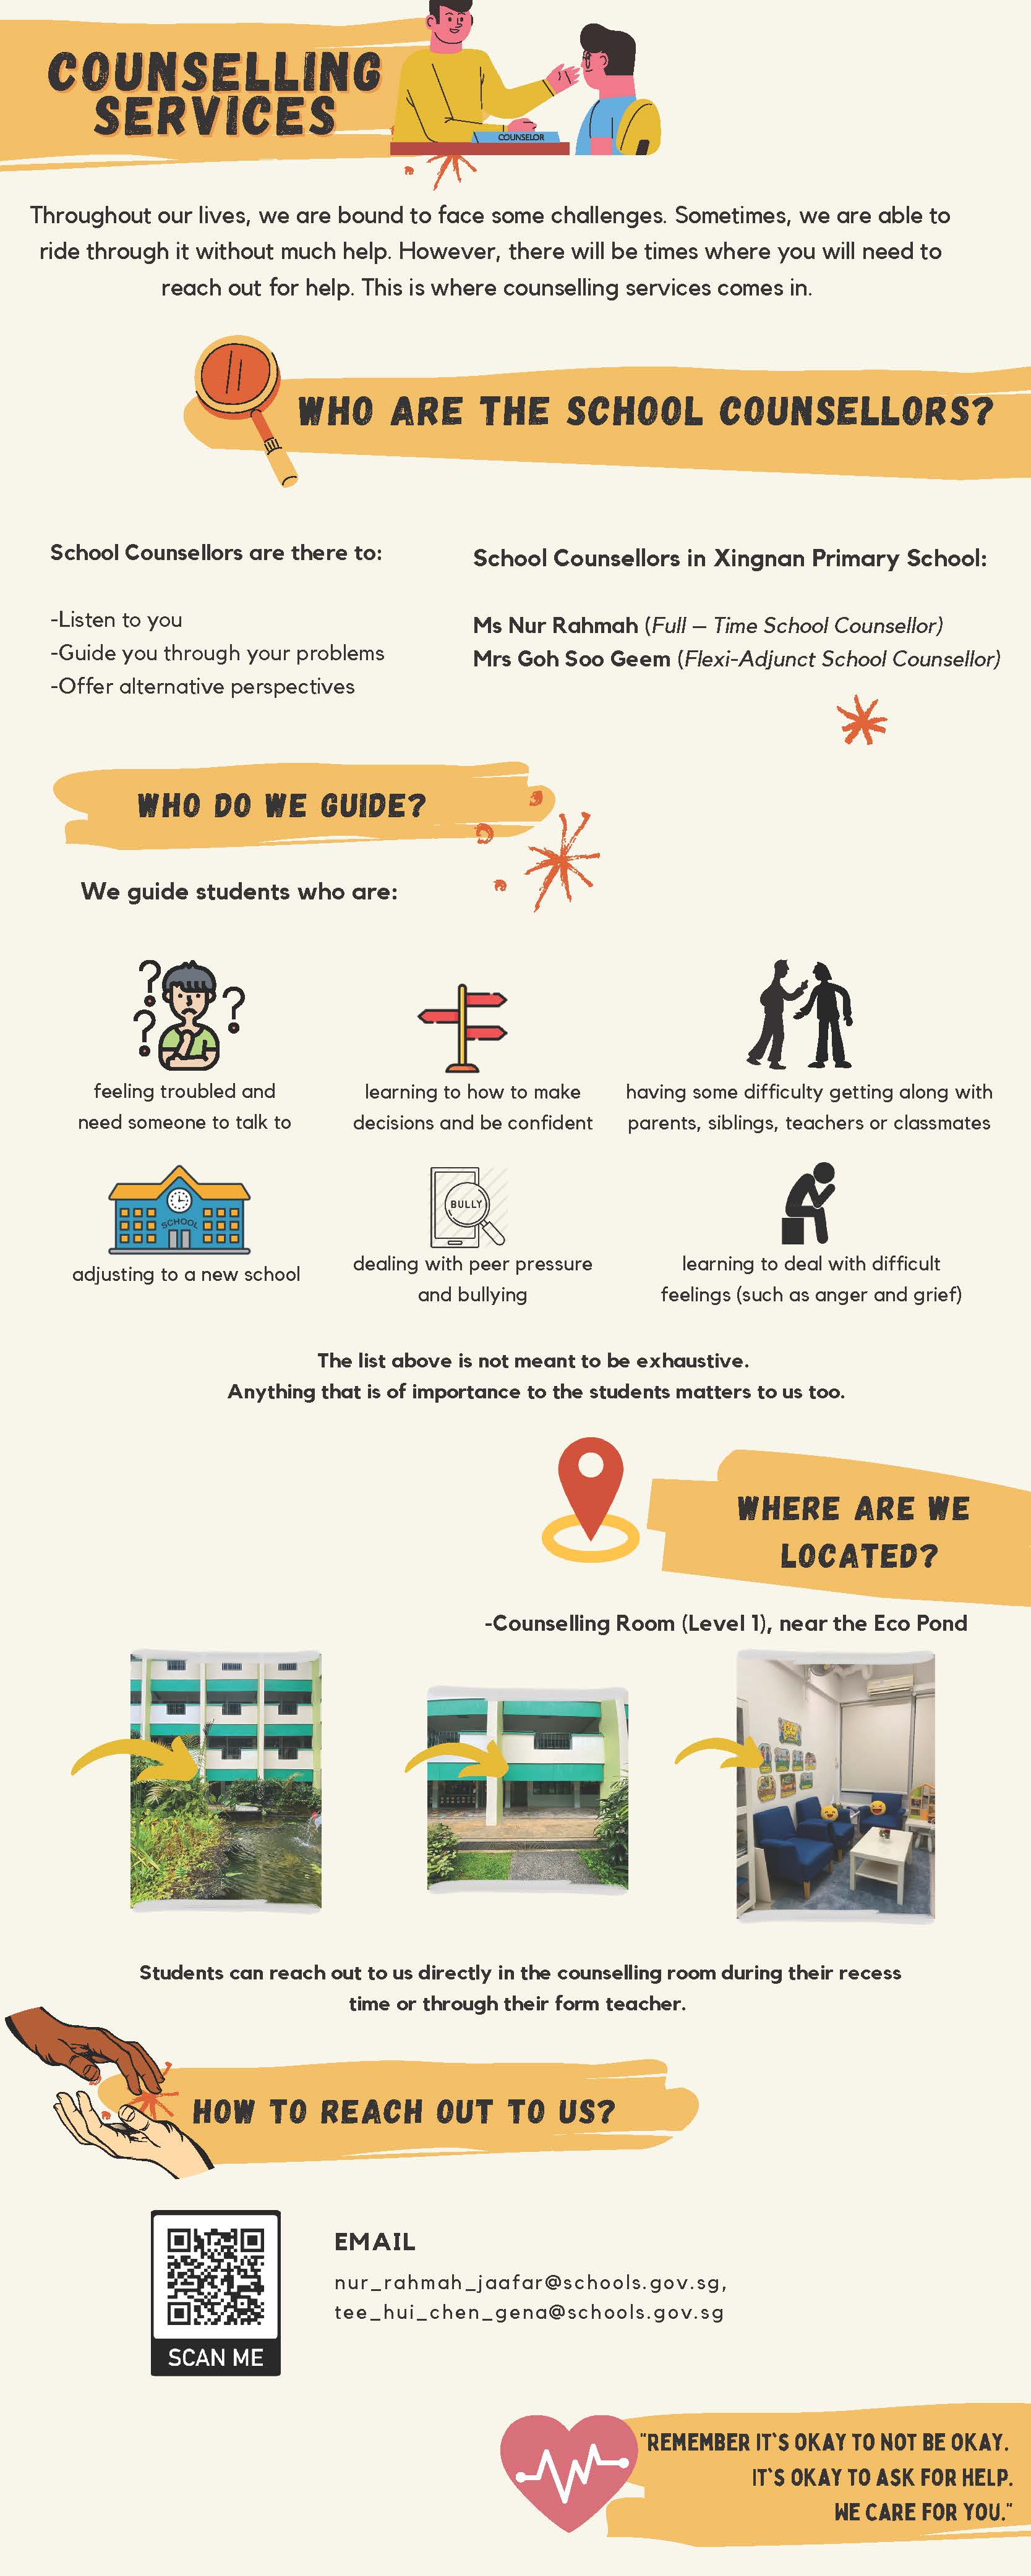 COUNSELLING
SERVICES
COUNSELOR
Throughout our lives, we are bound to face some challenges. Sometimes, we are able to
ride through it without much help. However, there will be times where you will need to
reach out for help. This is where counselling services comes in.
WHO ARE THE SCHOOL COUNSELLORS?
School Counsellors are there to:
-Listen to you
-Guide you through your problems
-Offer alternative perspectives
School Counsellors in Xingnan Primary School:
Ms Nur Rahmah (Full – Time School Counsellor)
Mrs Goh Soo Geem (Flexi-Adjunct School Counsellor)
WHO DO WE GUIDE?
We guide students who are:
feeling troubled and
need someone to talk to
learning to how to make
decisions and be confident
having some difficulty getting along with
parents, siblings, teachers or classmates
SCHOOL
adjusting to a new school
BULLY
dealing with peer pressure
and bullying
learning to deal with difficult
feelings (such as anger and grief)
The list above is not meant to be exhaustive.
Anything that is of importance to the students matters to us too.
WHERE ARE WE
LOCATED?
-Counselling Room (Level 1), near the Eco Pond
Students can reach out to us directly in the counselling room during their recess
time or through their form teacher.
HOW TO REACH OUT TO US?
SCAN ME
EMAIL
nur_rahmah_jaafar@schools.gov.sg,
tee_hui_chen_gena@schools.gov.sg
"REMEMBER IT'S OKAY TO NOT BE OKAY.
IT'S OKAY TO ASK FOR HELP.
WE CARE FOR YOU."